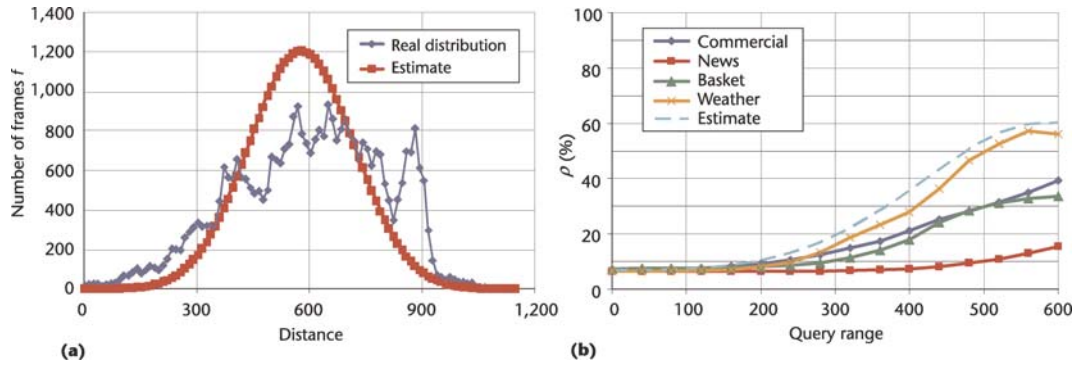 1,400
1,200
1,000
800
600
400
200
0
Number of frames f
Real distribution
Estimate
0
300
600
900
1,200
Distance
(a)
100
80
60
40
20
0
ρ (%)
Commercial
News
Basket
Weather
Estimate
0
100
200
300
400
500
600
Query range
(b)